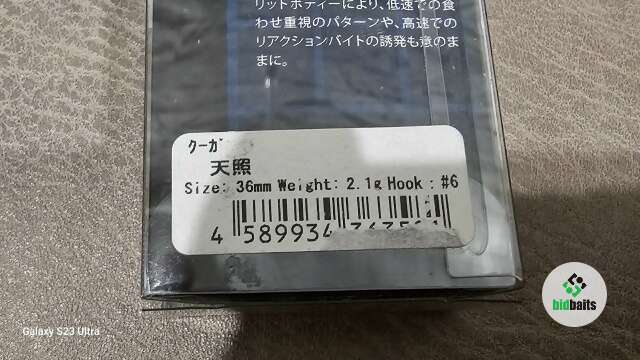 リットボディーにより、低速での食
わせ重視のパターンや、高速での
リアクションバイトの誘発も意のま
まに。
クーガ
天照
Size: 36mm Weight: 2.1g Hook : #6
4 589934
bidbaits
Galaxy S23 Ultra